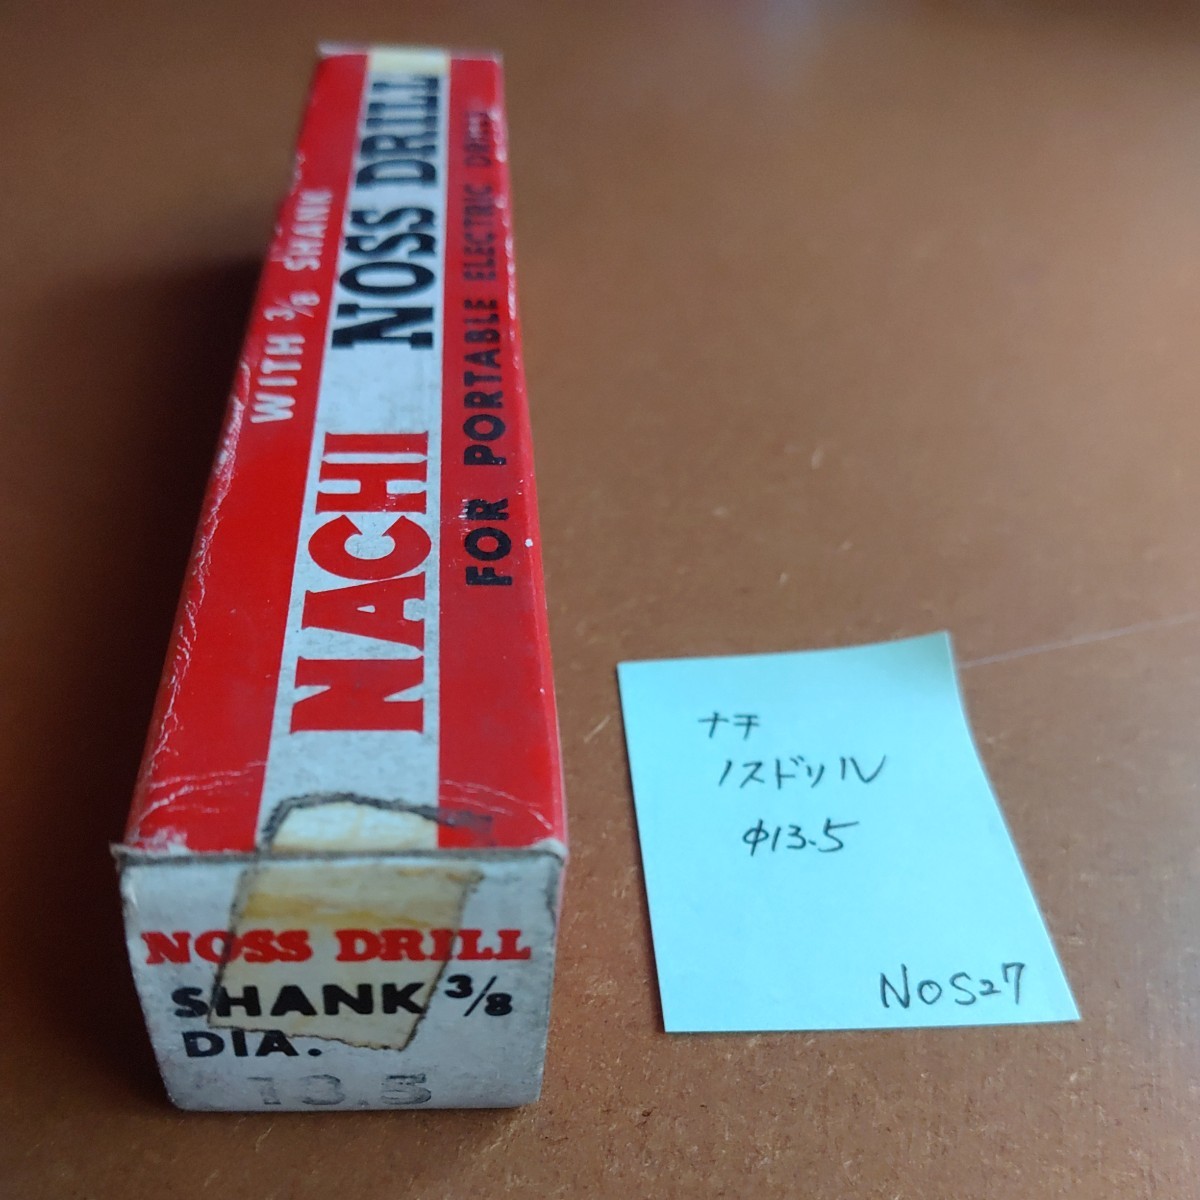 WITH 3/8 SHANK
NACHI NOSS DRILL
FOR PORTABLE ELECTRIC DRILL
NOSS DRILL
SHANK 3/8
DIA.
13.5
ナチ
ノスドリル
φ13.5
NOS27